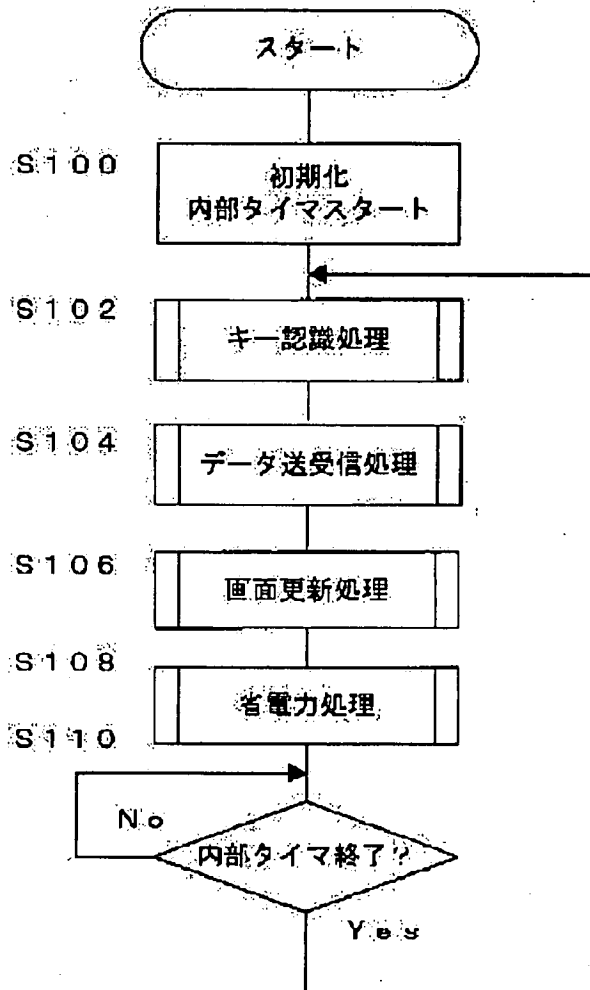 スタート
S100
初期化
内部タイマスタート
S102
キー認識処理
S104
データ送受信処理
S106
画面更新処理
S108
省電力処理
S110
No
内部タイマ終了?
Yes